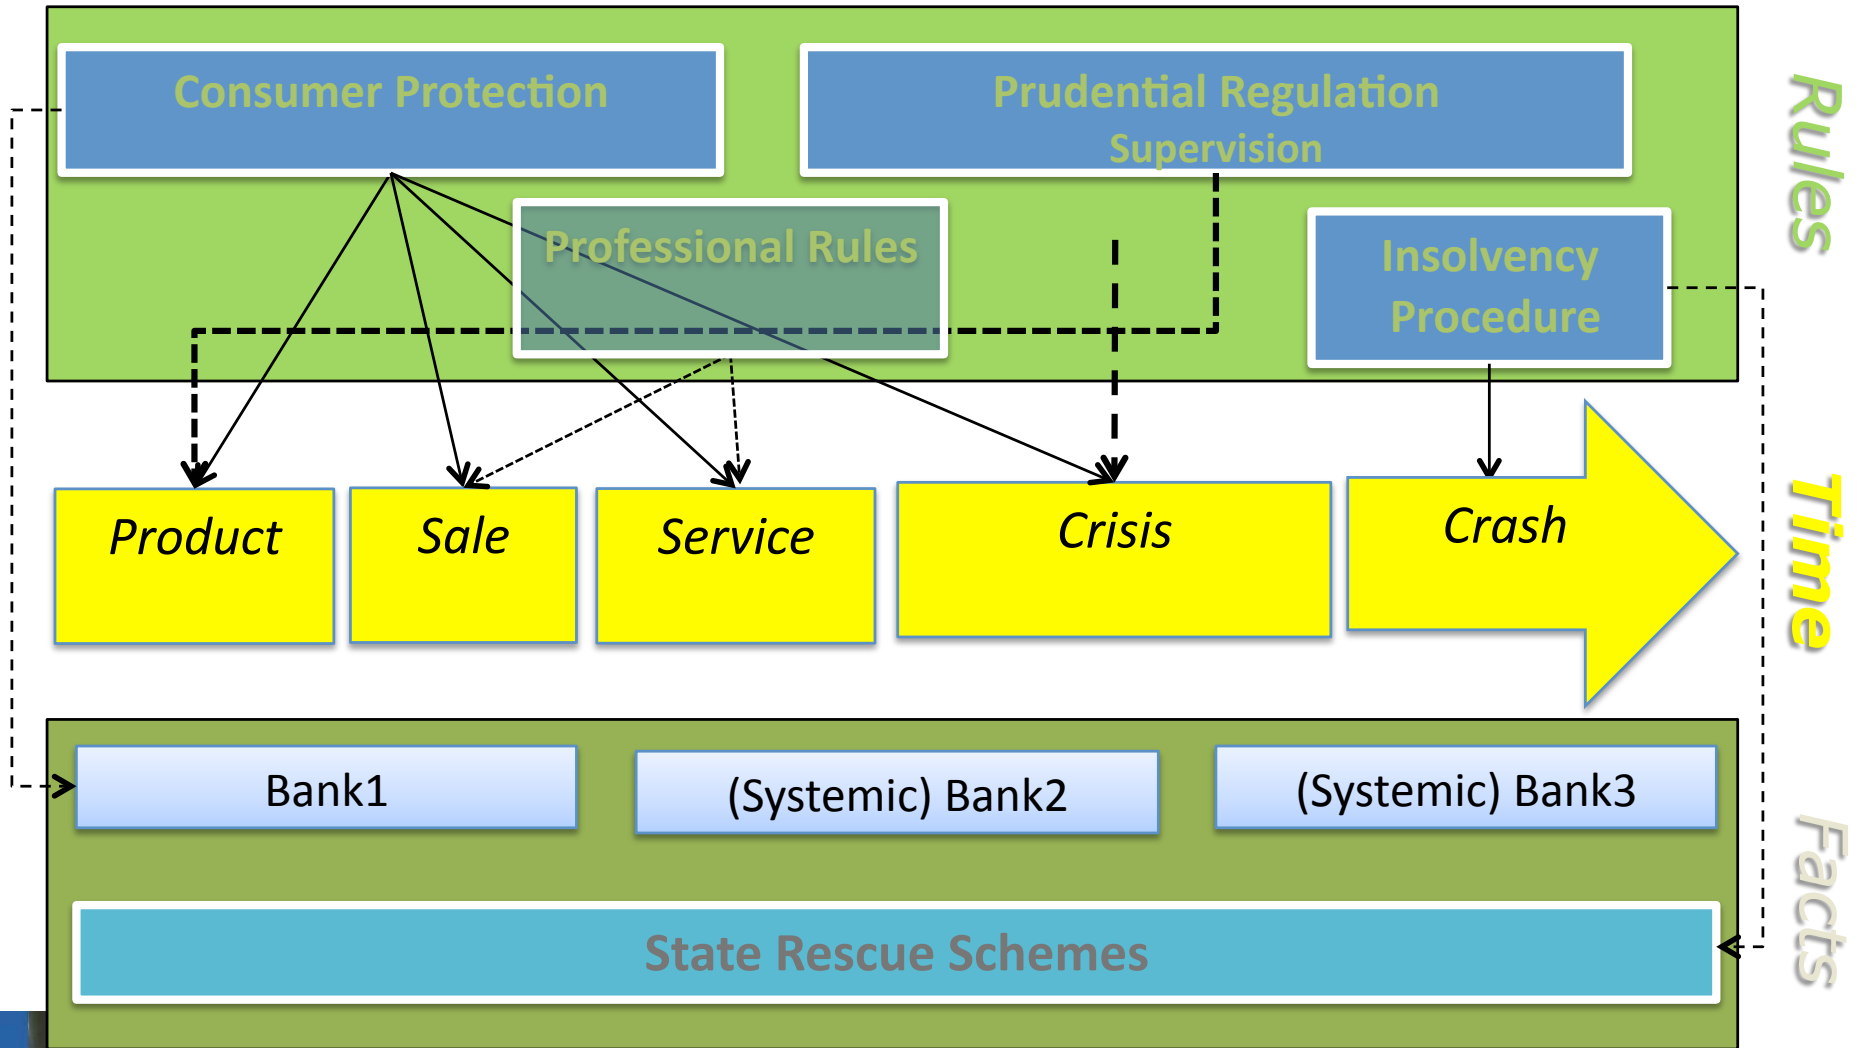 Consumer Protection
Prudential Regulation
Supervision
Professional Rules
Insolvency
Procedure
Rules
Product
Sale
Service
Crisis
Crash
Time
Bank1
(Systemic) Bank2
(Systemic) Bank3
State Rescue Schemes
Facts